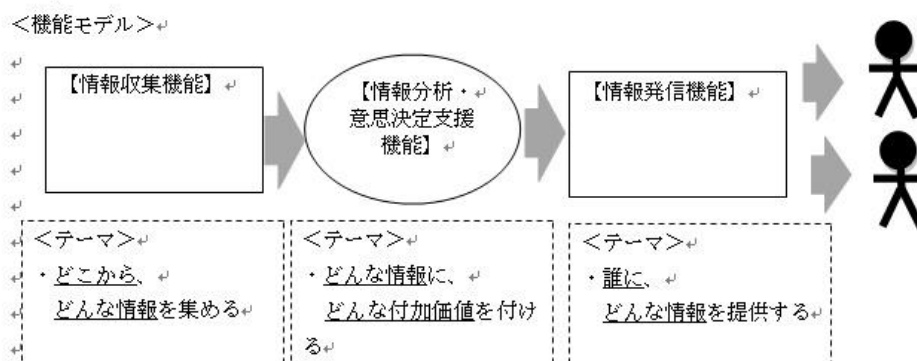 ＜機能モデル＞
【情報収集機能】
【情報分析・
意思決定支援
機能】
【情報発信機能】
＜テーマ＞
・どこから、
どんな情報を集める
＜テーマ＞
・どんな情報に、
どんな付加価値を付け
る
＜テーマ＞
・誰に、
どんな情報を提供する